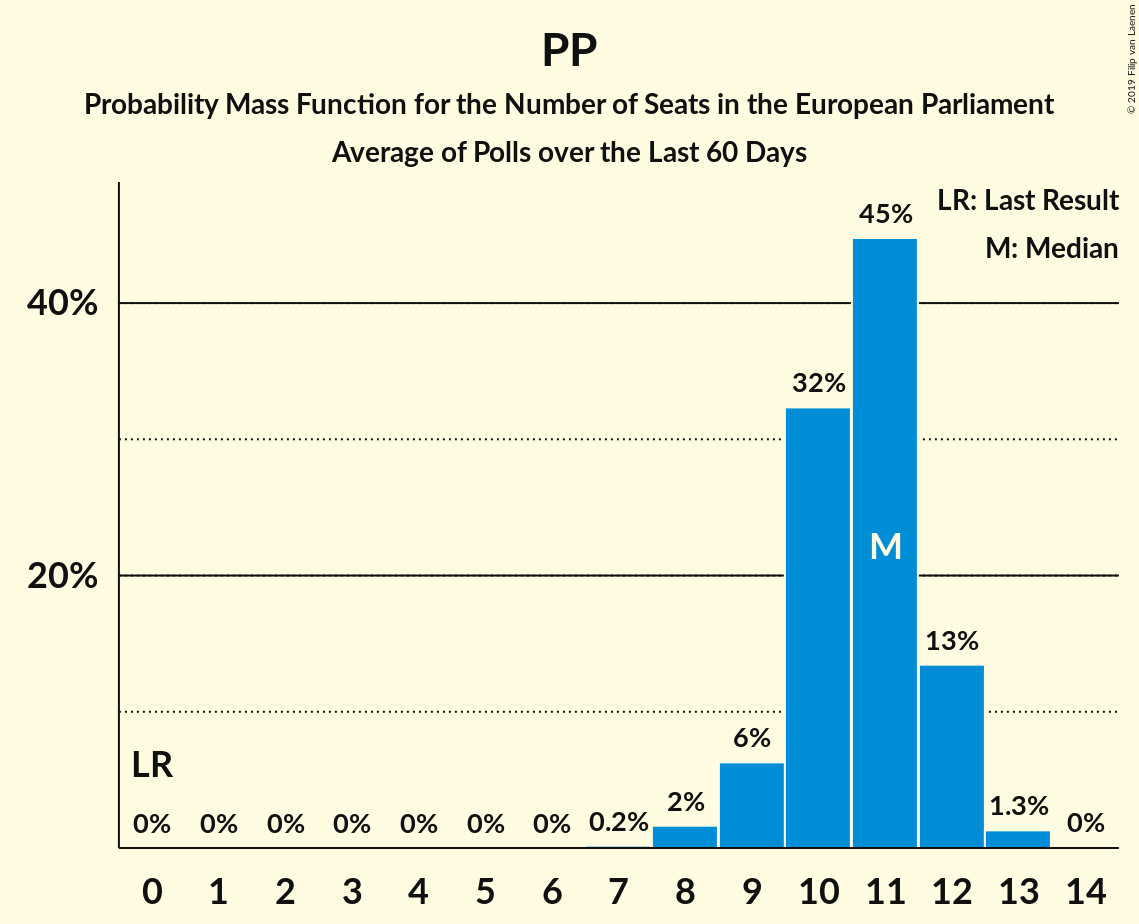 PP
Probability Mass Function for the Number of Seats in the European Parliament
Average of Polls over the Last 60 Days
© 2019 Filip van Laenen
LR: Last Result
M: Median
45%
40%
32%
M
20%
13%
6%
LR
2%
1.3%
0% 0% 0% 0% 0% 0% 0% 0.2% 0%
0 1 2 3 4 5 6 7 8 9 10 11 12 13 14